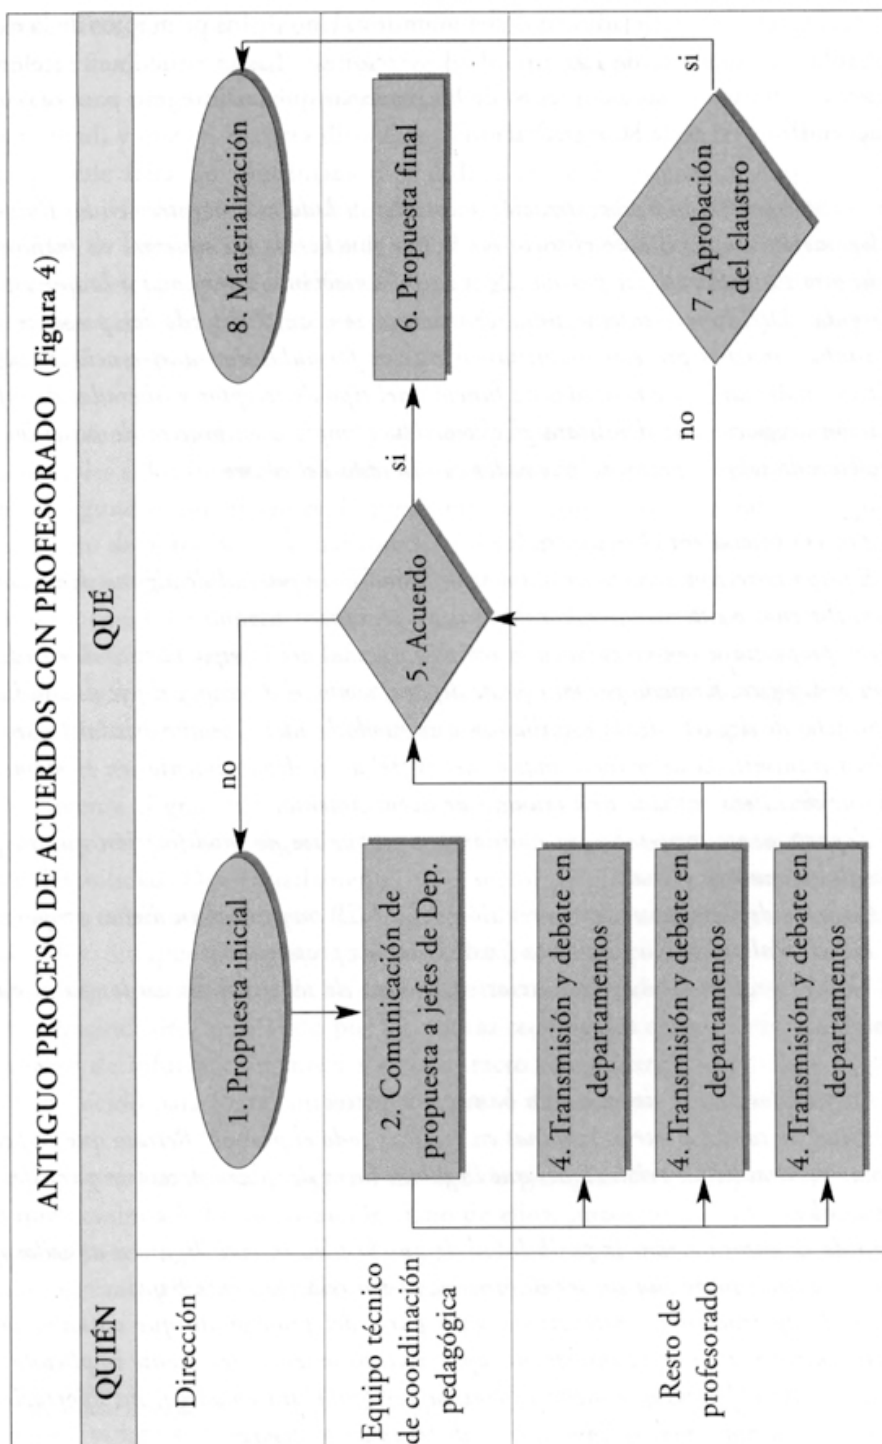 ANTIGUO PROCESO DE ACUERDOS CON PROFESORADO (Figura 4)
QUIÉN
QUÉ
Dirección
1. Propuesta inicial
no
8. Materialización
Equipo técnico
de coordinación
pedagógica
2. Comunicación de
propuesta a jefes de Dep.
5. Acuerdo
si
6. Propuesta final
Resto de
profesorado
4. Transmisión y debate en
departamentos
4. Transmisión y debate en
departamentos
4. Transmisión y debate en
departamentos
no
7. Aprobación
del claustro
si